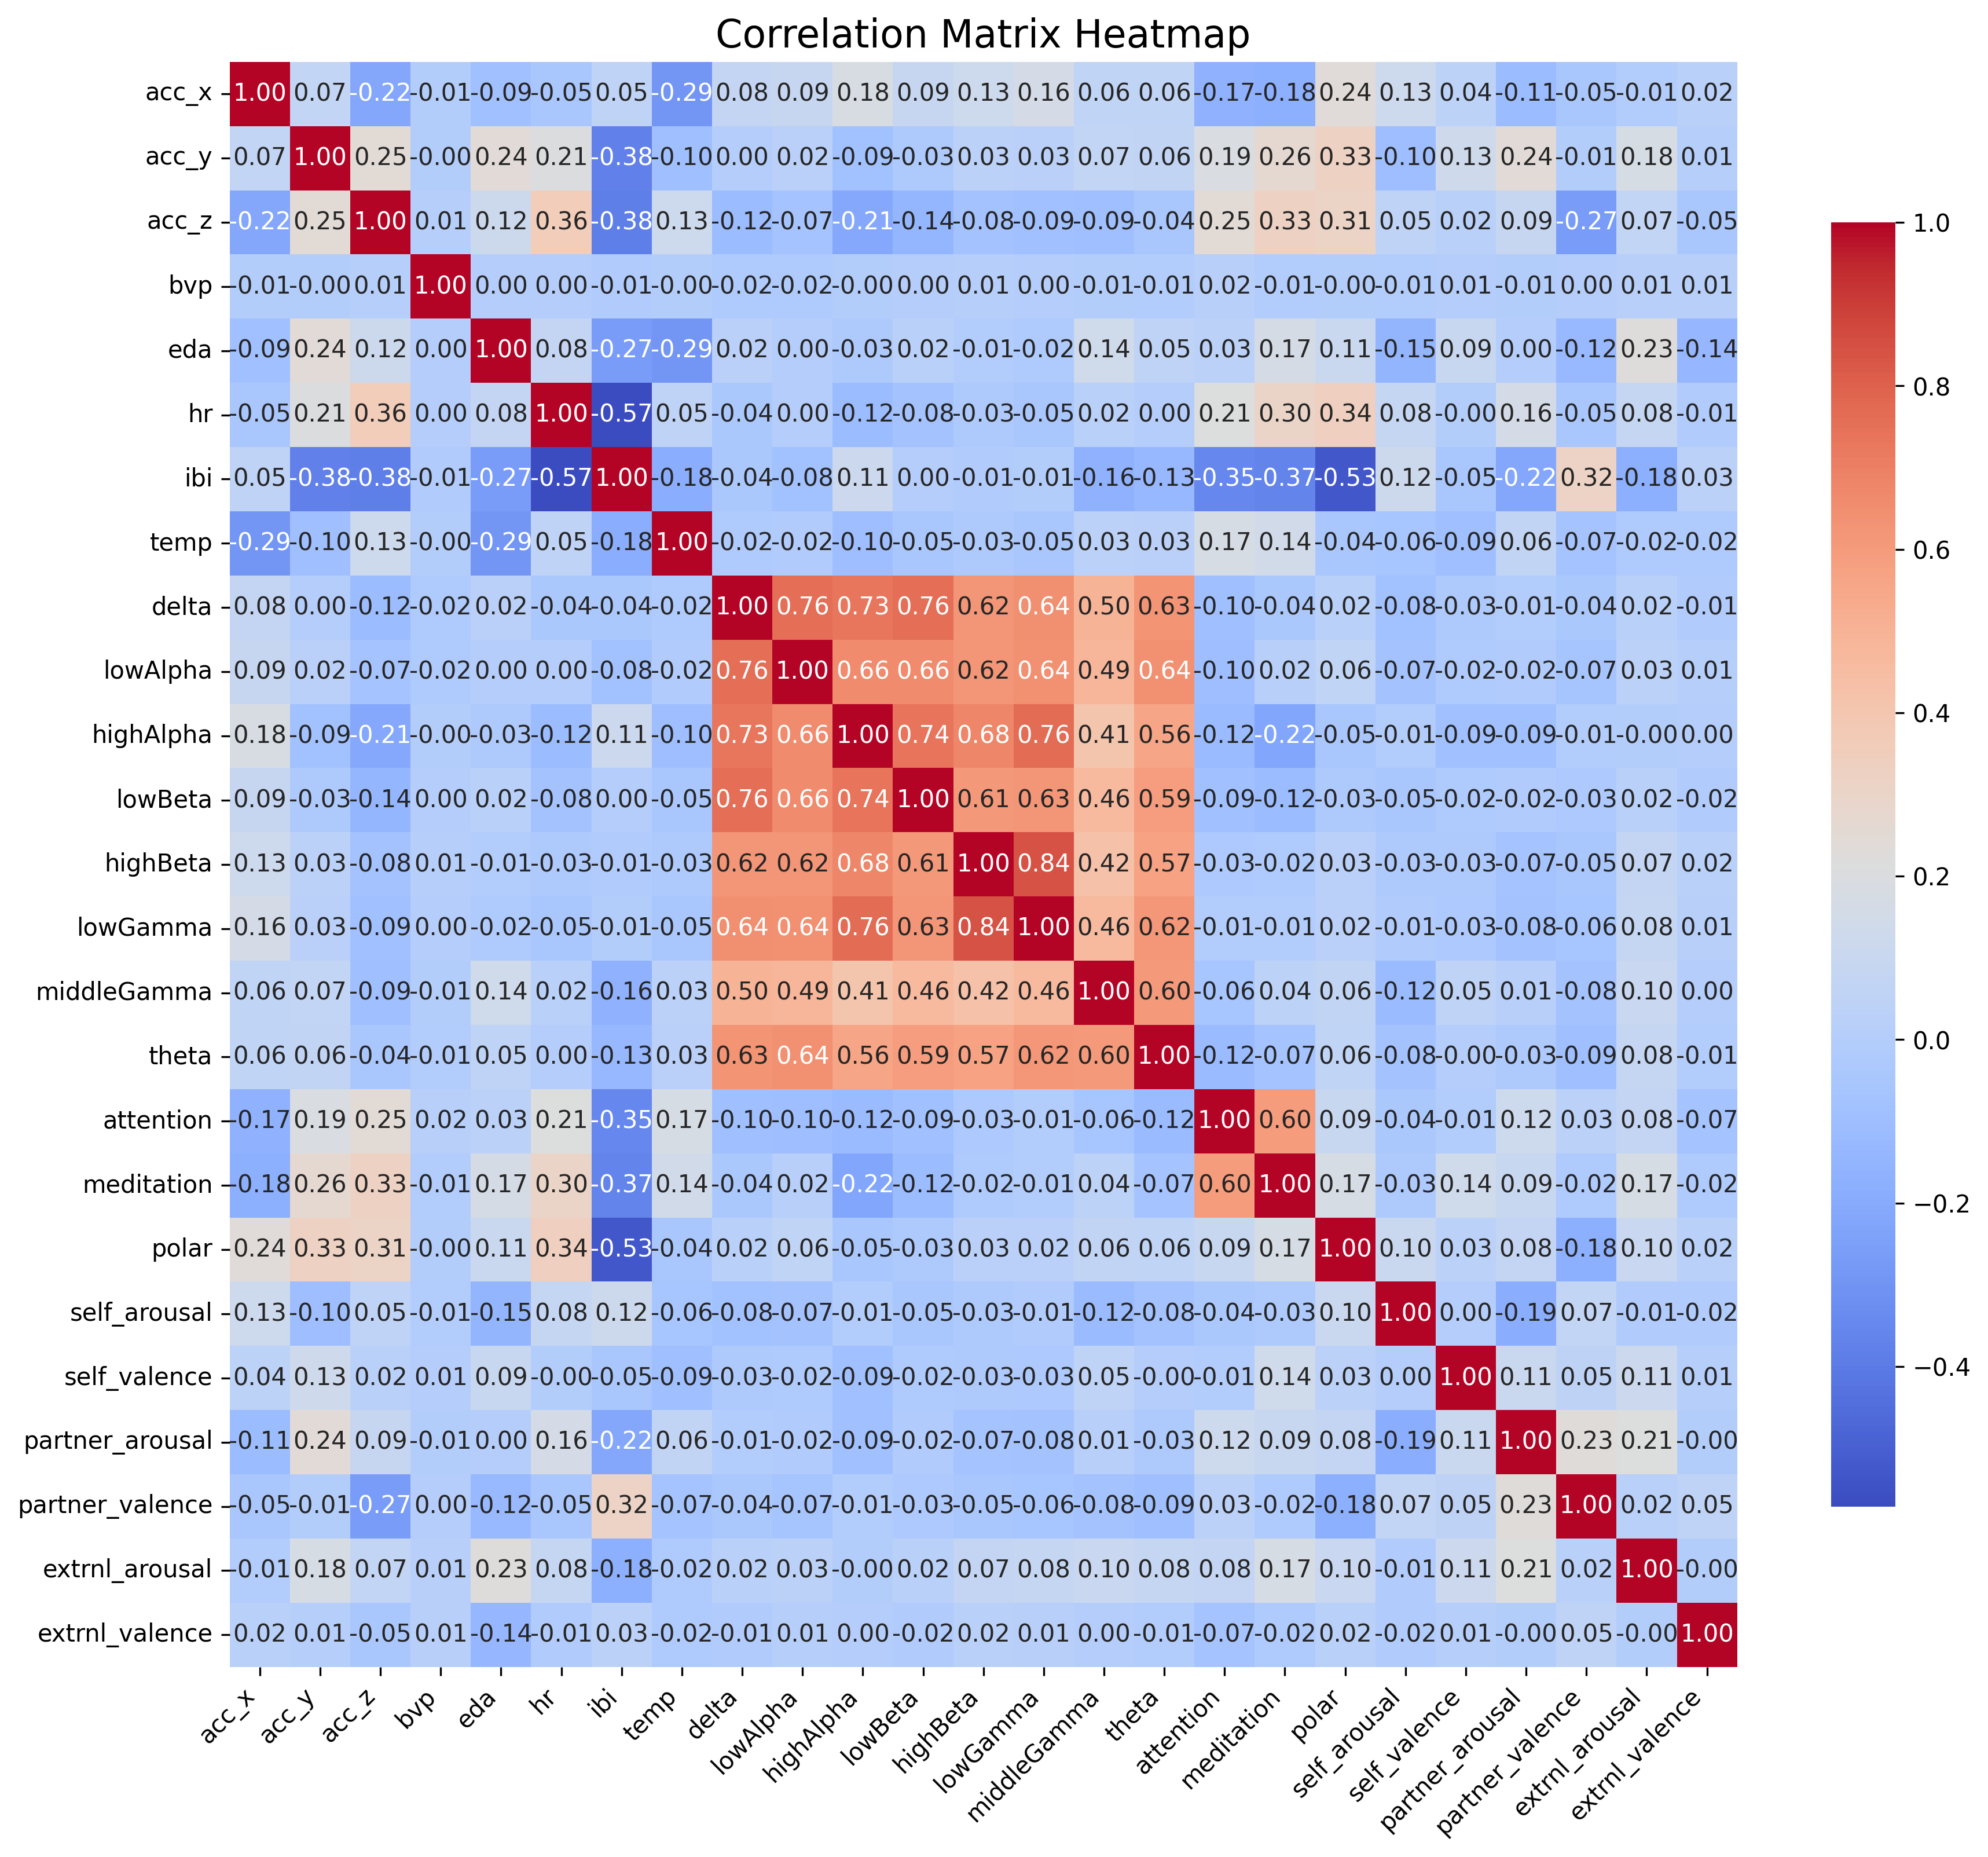 Correlation Matrix Heatmap
acc_x 1.00 0.07 -0.22 -0.01 -0.09 -0.05 0.05 -0.29 0.08 0.09 0.18 0.09 0.13 0.16 0.06 0.06 -0.17 -0.18 0.24 0.13 0.04 -0.11 -0.05 -0.01 0.02
acc_y 0.07 1.00 0.25 -0.00 0.24 0.21 -0.38 -0.10 0.00 0.02 -0.09 -0.03 0.03 0.03 0.07 0.06 0.19 0.26 0.33 -0.10 0.13 0.24 -0.01 0.18 0.01
acc_z -0.22 0.25 1.00 0.01 0.12 0.36 -0.38 0.13 -0.12 -0.07 -0.21 -0.14 -0.08 -0.09 -0.09 -0.04 0.25 0.33 0.31 0.05 0.02 0.09 -0.27 0.07 -0.05
1.0
bvp -0.01 -0.00 0.01 1.00 0.00 0.00 -0.01 -0.00 -0.02 -0.02 -0.00 0.00 0.01 0.00 -0.01 -0.01 0.02 -0.01 -0.00 -0.01 0.01 -0.01 0.00 0.01 0.01
eda -0.09 0.24 0.12 0.00 1.00 0.08 -0.27 -0.29 0.02 0.00 -0.03 0.02 -0.01 -0.02 0.14 0.05 0.03 0.17 0.11 -0.15 0.09 0.00 -0.12 0.23 -0.14
0.8
hr -0.05 0.21 0.36 0.00 0.08 1.00 -0.57 0.05 -0.04 0.00 -0.12 -0.08 -0.03 -0.05 0.02 0.00 0.21 0.30 0.34 0.08 -0.00 0.16 -0.05 0.08 -0.01
ibi 0.05 -0.38 -0.38 -0.01 -0.27 -0.57 1.00 -0.18 -0.04 -0.08 0.11 0.00 -0.01 -0.01 -0.16 -0.13 -0.35 -0.37 -0.53 0.12 -0.05 -0.22 0.32 -0.18 0.03
temp -0.29 -0.10 0.13 -0.00 -0.29 0.05 -0.18 1.00 -0.02 -0.02 -0.10 -0.05 -0.03 -0.05 0.03 0.03 0.17 0.14 -0.04 -0.06 -0.09 0.06 -0.07 -0.02 -0.02
0.6
delta 0.08 0.00 -0.12 -0.02 0.02 -0.04 -0.04 -0.02 1.00 0.76 0.73 0.76 0.62 0.64 0.50 0.63 -0.10 -0.04 0.02 -0.08 -0.03 -0.01 -0.04 0.02 -0.01
lowAlpha 0.09 0.02 -0.07 -0.02 0.00 0.00 -0.08 -0.02 0.76 1.00 0.66 0.66 0.62 0.64 0.49 0.64 -0.10 0.02 0.06 -0.07 -0.02 -0.02 -0.07 0.03 0.01
0.4
highAlpha 0.18 -0.09 -0.21 -0.00 -0.03 -0.12 0.11 -0.10 0.73 0.66 1.00 0.74 0.68 0.76 0.41 0.56 -0.12 -0.22 -0.05 -0.01 -0.09 -0.09 -0.01 -0.00 0.00
lowBeta 0.09 -0.03 -0.14 0.00 0.02 -0.08 0.00 -0.05 0.76 0.66 0.74 1.00 0.61 0.63 0.46 0.59 -0.09 -0.12 -0.03 -0.05 -0.02 -0.02 -0.03 0.02 -0.02
highBeta 0.13 0.03 -0.08 0.01 -0.01 -0.03 -0.01 -0.03 0.62 0.62 0.68 0.61 1.00 0.84 0.42 0.57 -0.03 -0.02 0.03 -0.03 -0.03 -0.07 -0.05 0.07 0.02
0.2
lowGamma 0.16 0.03 -0.09 0.00 -0.02 -0.05 -0.01 -0.05 0.64 0.64 0.76 0.63 0.84 1.00 0.46 0.62 -0.01 -0.01 0.02 -0.01 -0.03 -0.08 -0.06 0.08 0.01
middleGamma 0.06 0.07 -0.09 -0.01 0.14 0.02 -0.16 0.03 0.50 0.49 0.41 0.46 0.42 0.46 1.00 0.60 -0.06 0.04 0.06 -0.12 0.05 0.01 -0.08 0.10 0.00
0.0
theta 0.06 0.06 -0.04 -0.01 0.05 0.00 -0.13 0.03 0.63 0.64 0.56 0.59 0.57 0.62 0.60 1.00 -0.12 -0.07 0.06 -0.08 -0.00 -0.03 -0.09 0.08 -0.01
attention -0.17 0.19 0.25 0.02 0.03 0.21 -0.35 0.17 -0.10 -0.10 -0.12 -0.09 -0.03 -0.01 -0.06 -0.12 1.00 0.60 0.09 -0.04 -0.01 0.12 0.03 0.08 -0.07
meditation -0.18 0.26 0.33 -0.01 0.17 0.30 -0.37 0.14 -0.04 0.02 -0.22 -0.12 -0.02 -0.01 0.04 -0.07 0.60 1.00 0.17 -0.03 0.14 0.09 -0.02 0.17 -0.02
−0.2
polar 0.24 0.33 0.31 -0.00 0.11 0.34 -0.53 -0.04 0.02 0.06 -0.05 -0.03 0.03 0.02 0.06 0.06 0.09 0.17 1.00 0.10 0.03 0.08 -0.18 0.10 0.02
self_arousal 0.13 -0.10 0.05 -0.01 -0.15 0.08 0.12 -0.06 -0.08 -0.07 -0.01 -0.05 -0.03 -0.01 -0.12 -0.08 -0.04 -0.03 0.10 1.00 0.00 -0.19 0.07 -0.01 -0.02
−0.4
self_valence 0.04 0.13 0.02 0.01 0.09 -0.00 -0.05 -0.09 -0.03 -0.02 -0.09 -0.02 -0.03 -0.03 0.05 -0.00 -0.01 0.14 0.03 0.00 1.00 0.11 0.05 0.11 0.01
partner_arousal -0.11 0.24 0.09 -0.01 0.00 0.16 -0.22 0.06 -0.01 -0.02 -0.09 -0.02 -0.07 -0.08 0.01 -0.03 0.12 0.09 0.08 -0.19 0.11 1.00 0.23 0.21 -0.00
partner_valence -0.05 -0.01 -0.27 0.00 -0.12 -0.05 0.32 -0.07 -0.04 -0.07 -0.01 -0.03 -0.05 -0.06 -0.08 -0.09 0.03 -0.02 -0.18 0.07 0.05 0.23 1.00 0.02 0.05
extrnl_arousal -0.01 0.18 0.07 0.01 0.23 0.08 -0.18 -0.02 0.02 0.03 -0.00 0.02 0.07 0.08 0.10 0.08 0.08 0.17 0.10 -0.01 0.11 0.21 0.02 1.00 -0.00
extrnl_valence 0.02 0.01 -0.05 0.01 -0.14 -0.01 0.03 -0.02 -0.01 0.01 0.00 -0.02 0.02 0.01 0.00 -0.01 -0.07 -0.02 0.02 -0.02 0.01 -0.00 0.05 -0.00 1.00
acc_x acc_y acc_z bvp eda hr ibi temp delta lowAlpha highAlpha lowBeta highBeta lowGamma middleGamma theta attention meditation polar self_arousal self_valence partner_arousal partner_valence extrnl_arousal extrnl_valence